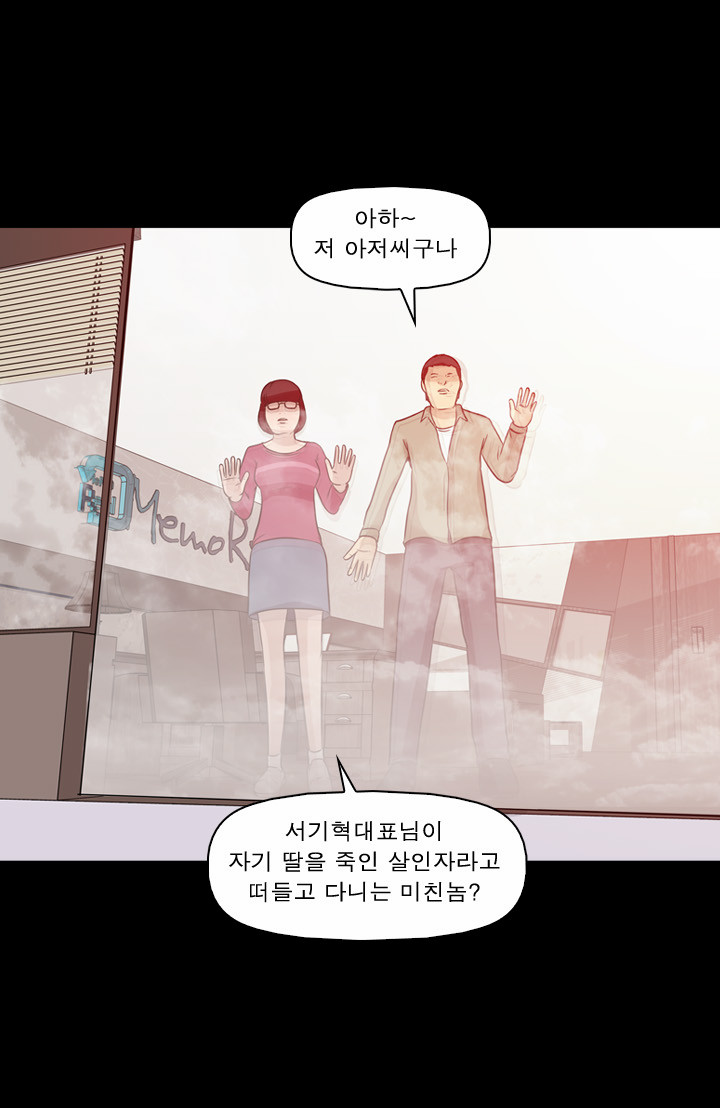 아하~
저 아저씨구나
MemoR
서기혁대표님이
자기 딸을 죽인 살인자라고
떠들고 다니는 미친놈?